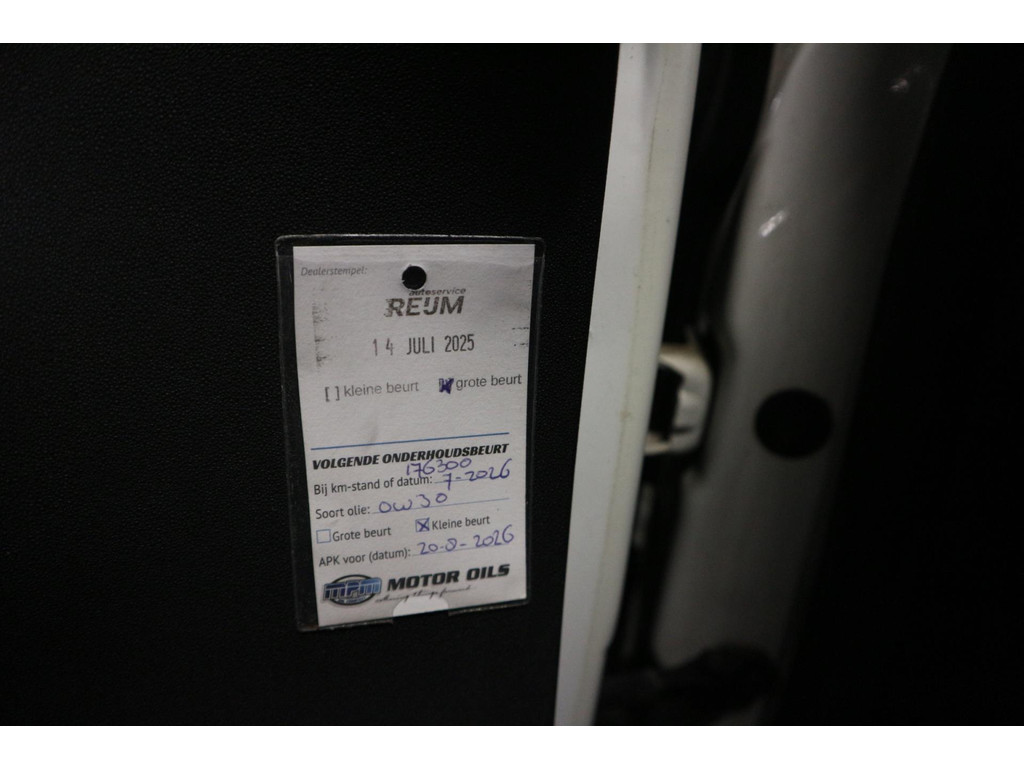 Dealerstempel:
autoservice
REIJM
14 JULI 2025
[ ] kleine beurt grote beurt
VOLGENDE ONDERHOUDSBEURT
176300
Bij km-stand of datum: 7-2026
Soort olie: 0W30
Grote beurt Kleine beurt
APK voor (datum): 20-8-2026
MPM MOTOR OILS